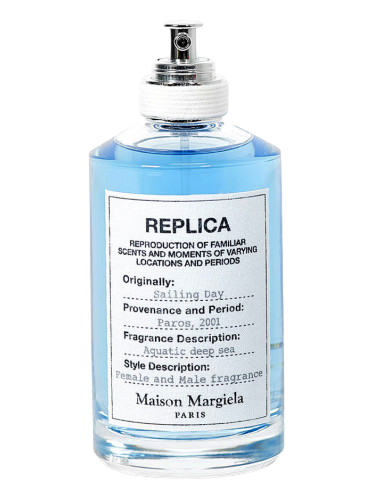 REPLICA
REPRODUCTION OF FAMILIAR
SCENTS AND MOMENTS OF VARYING
LOCATIONS AND PERIODS
Originally:
Sailing Day
Provenance and Period:
Paros, 2001
Fragrance Description:
Aquatic deep sea
Style Description:
Female and Male fragrance
Maison Margiela
PARIS